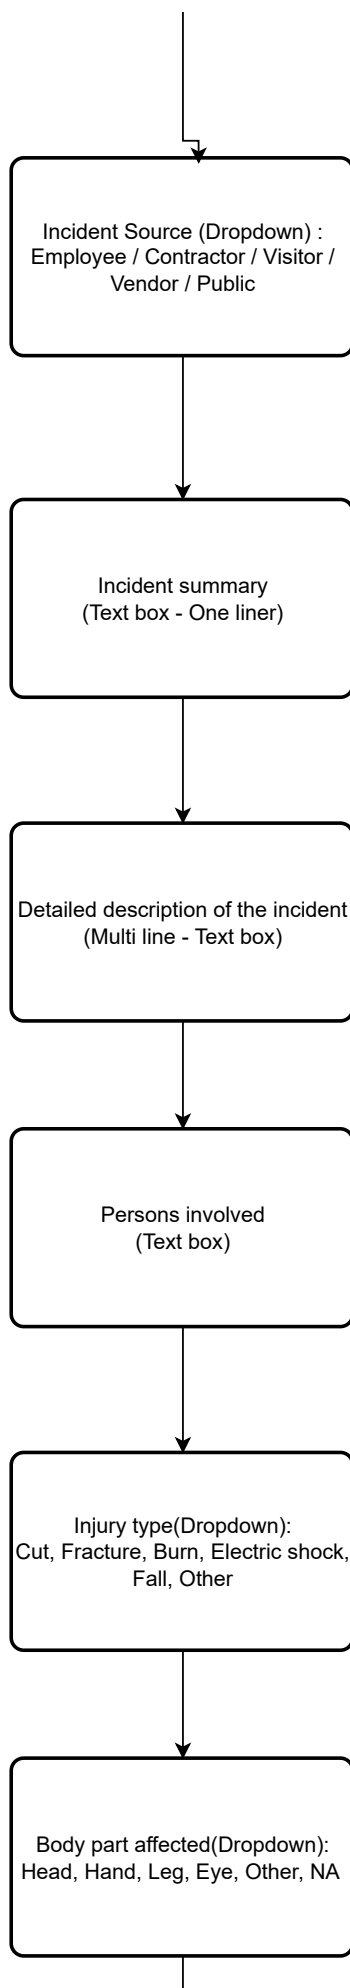 Incident Source (Dropdown) :
Employee / Contractor / Visitor /
Vendor / Public
Incident summary
(Text box - One liner)
Detailed description of the incident
(Multi line - Text box)
Persons involved
(Text box)
Injury type(Dropdown):
Cut, Fracture, Burn, Electric shock,
Fall, Other
Body part affected(Dropdown):
Head, Hand, Leg, Eye, Other, NA